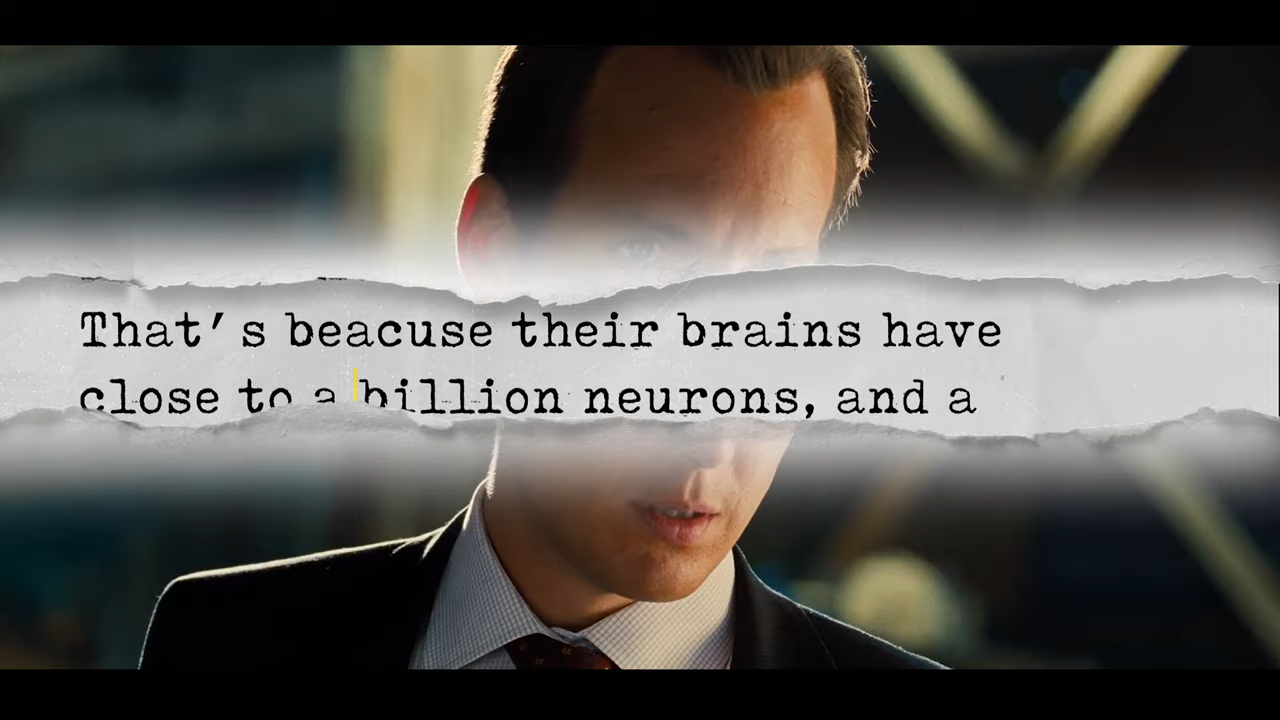 That's beacuse their brains have
close to a billion neurons, and a